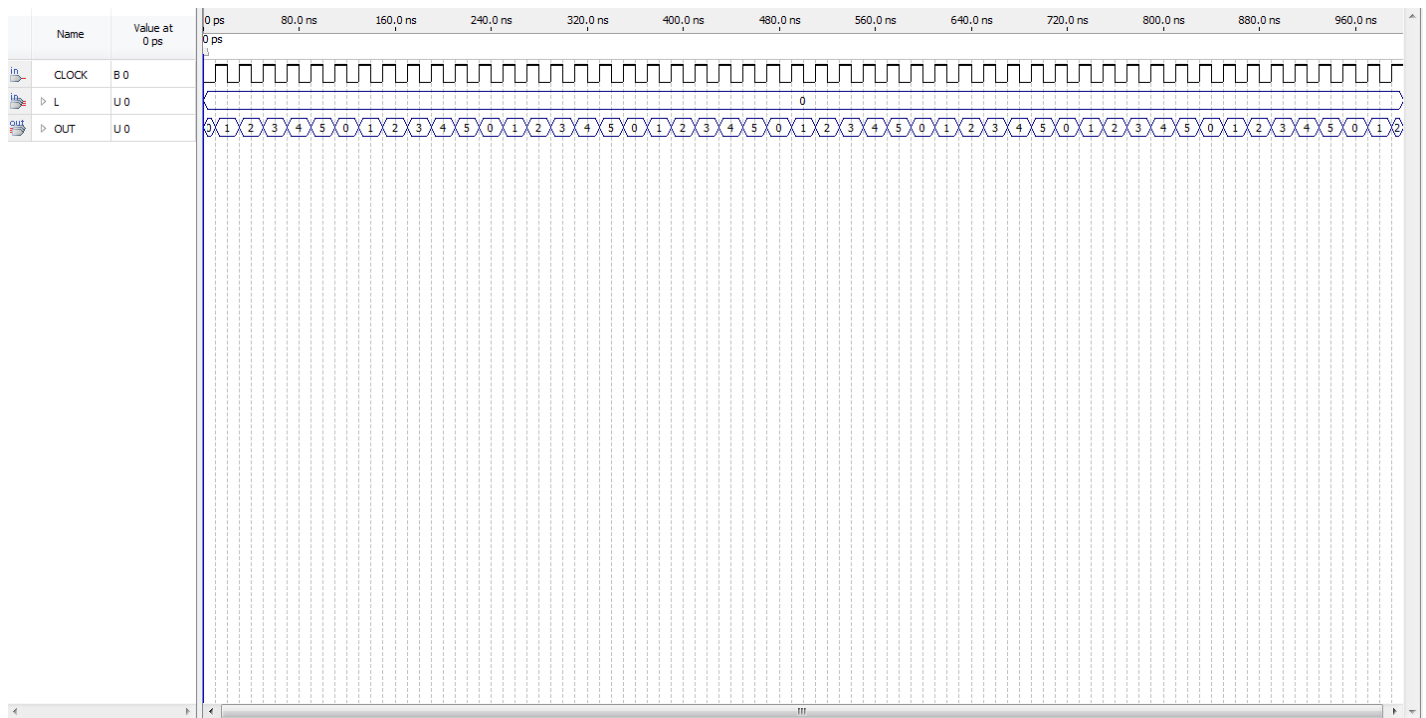 Name
Value at
0 ps
0 ps 80.0 ns 160.0 ns 240.0 ns 320.0 ns 400.0 ns 480.0 ns 560.0 ns 640.0 ns 720.0 ns 800.0 ns 880.0 ns 960.0 ns
0 ps
in CLOCK B 0
in L U 0 0
out OUT U 0 0 1 2 3 4 5 0 1 2 3 4 5 0 1 2 3 4 5 0 1 2 3 4 5 0 1 2 3 4 5 0 1 2 3 4 5 0 1 2 3 4 5 0 1 2 3 4 5 0 1 2